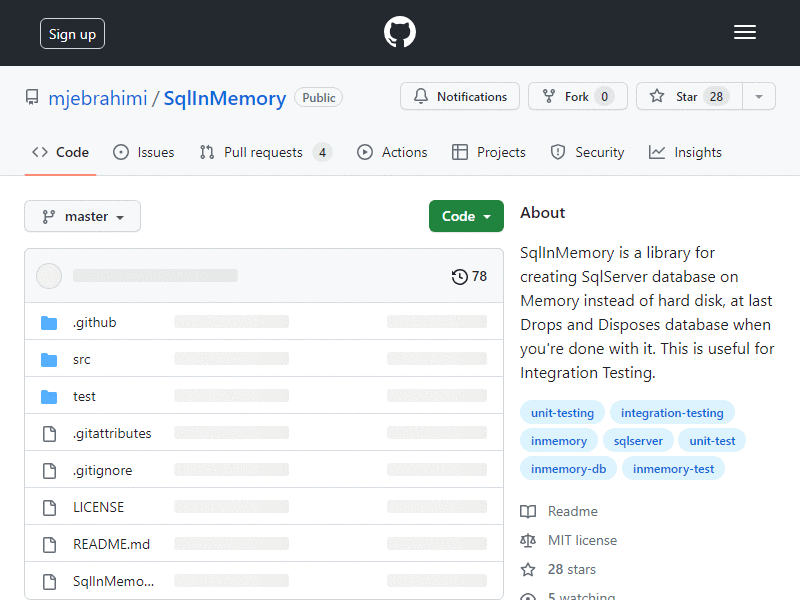 Sign up
mjebrahimi / SqlInMemory Public
Notifications Fork 0 Star 28
Code Issues Pull requests 4 Actions Projects Security Insights
master
Code
78
.github
src
test
.gitattributes
.gitignore
LICENSE
README.md
SqlInMemo...
About
SqlInMemory is a library for
creating SqlServer database on
Memory instead of hard disk, at last
Drops and Disposes database when
you're done with it. This is useful for
Integration Testing.
unit-testing integration-testing
inmemory sqlserver unit-test
inmemory-db inmemory-test
Readme
MIT license
28 stars
5 watching